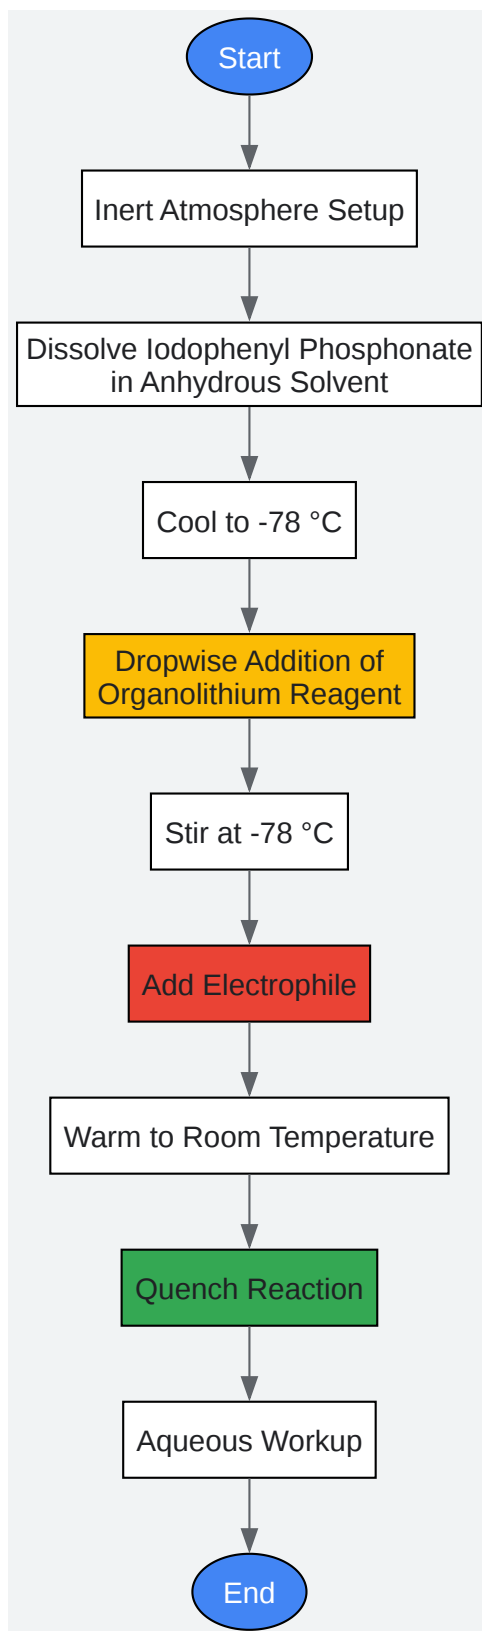 Start
Inert Atmosphere Setup
Dissolve Iodophenyl Phosphonate
in Anhydrous Solvent
Cool to -78 °C
Dropwise Addition of
Organolithium Reagent
Stir at -78 °C
Add Electrophile
Warm to Room Temperature
Quench Reaction
Aqueous Workup
End